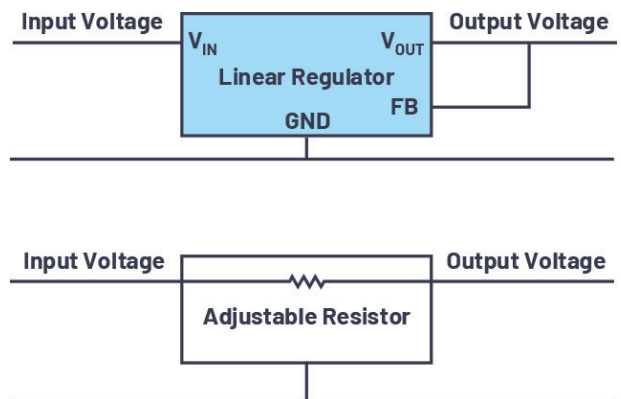 Input Voltage
Output Voltage
VIN
VOUT
Linear Regulator
FB
GND
Input Voltage
Output Voltage
Adjustable Resistor